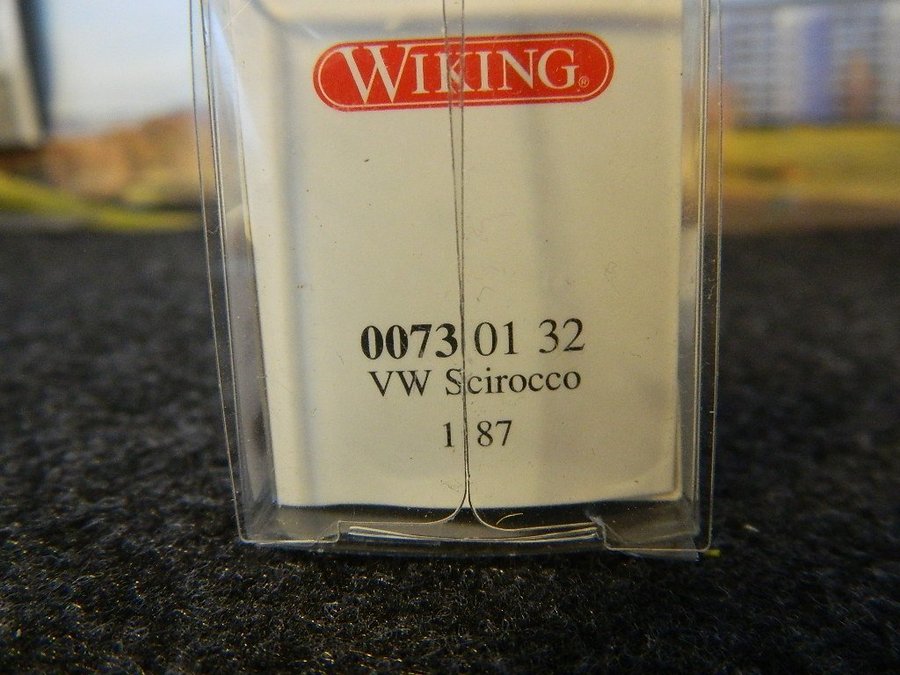 WIKING®
0073 01 32
VW Scirocco
1:87